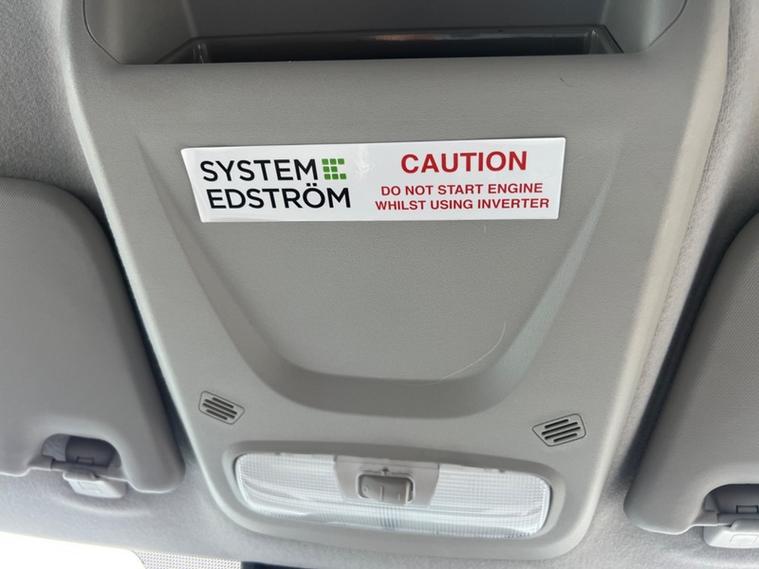 SYSTEM
EDSTRÖM
CAUTION
DO NOT START ENGINE
WHILST USING INVERTER